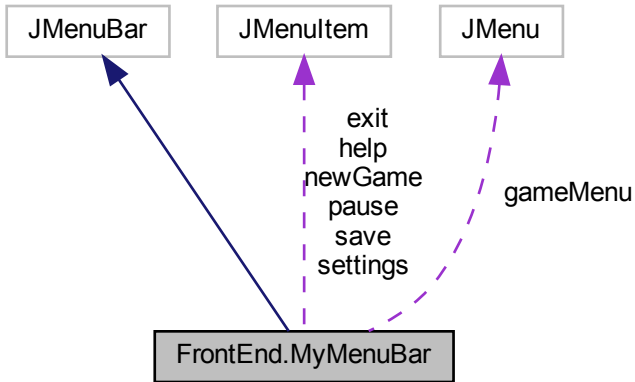 JMenuBar
JMenuItem
JMenu
exit
help
newGame
pause
save
settings
gameMenu
FrontEnd.MyMenuBar